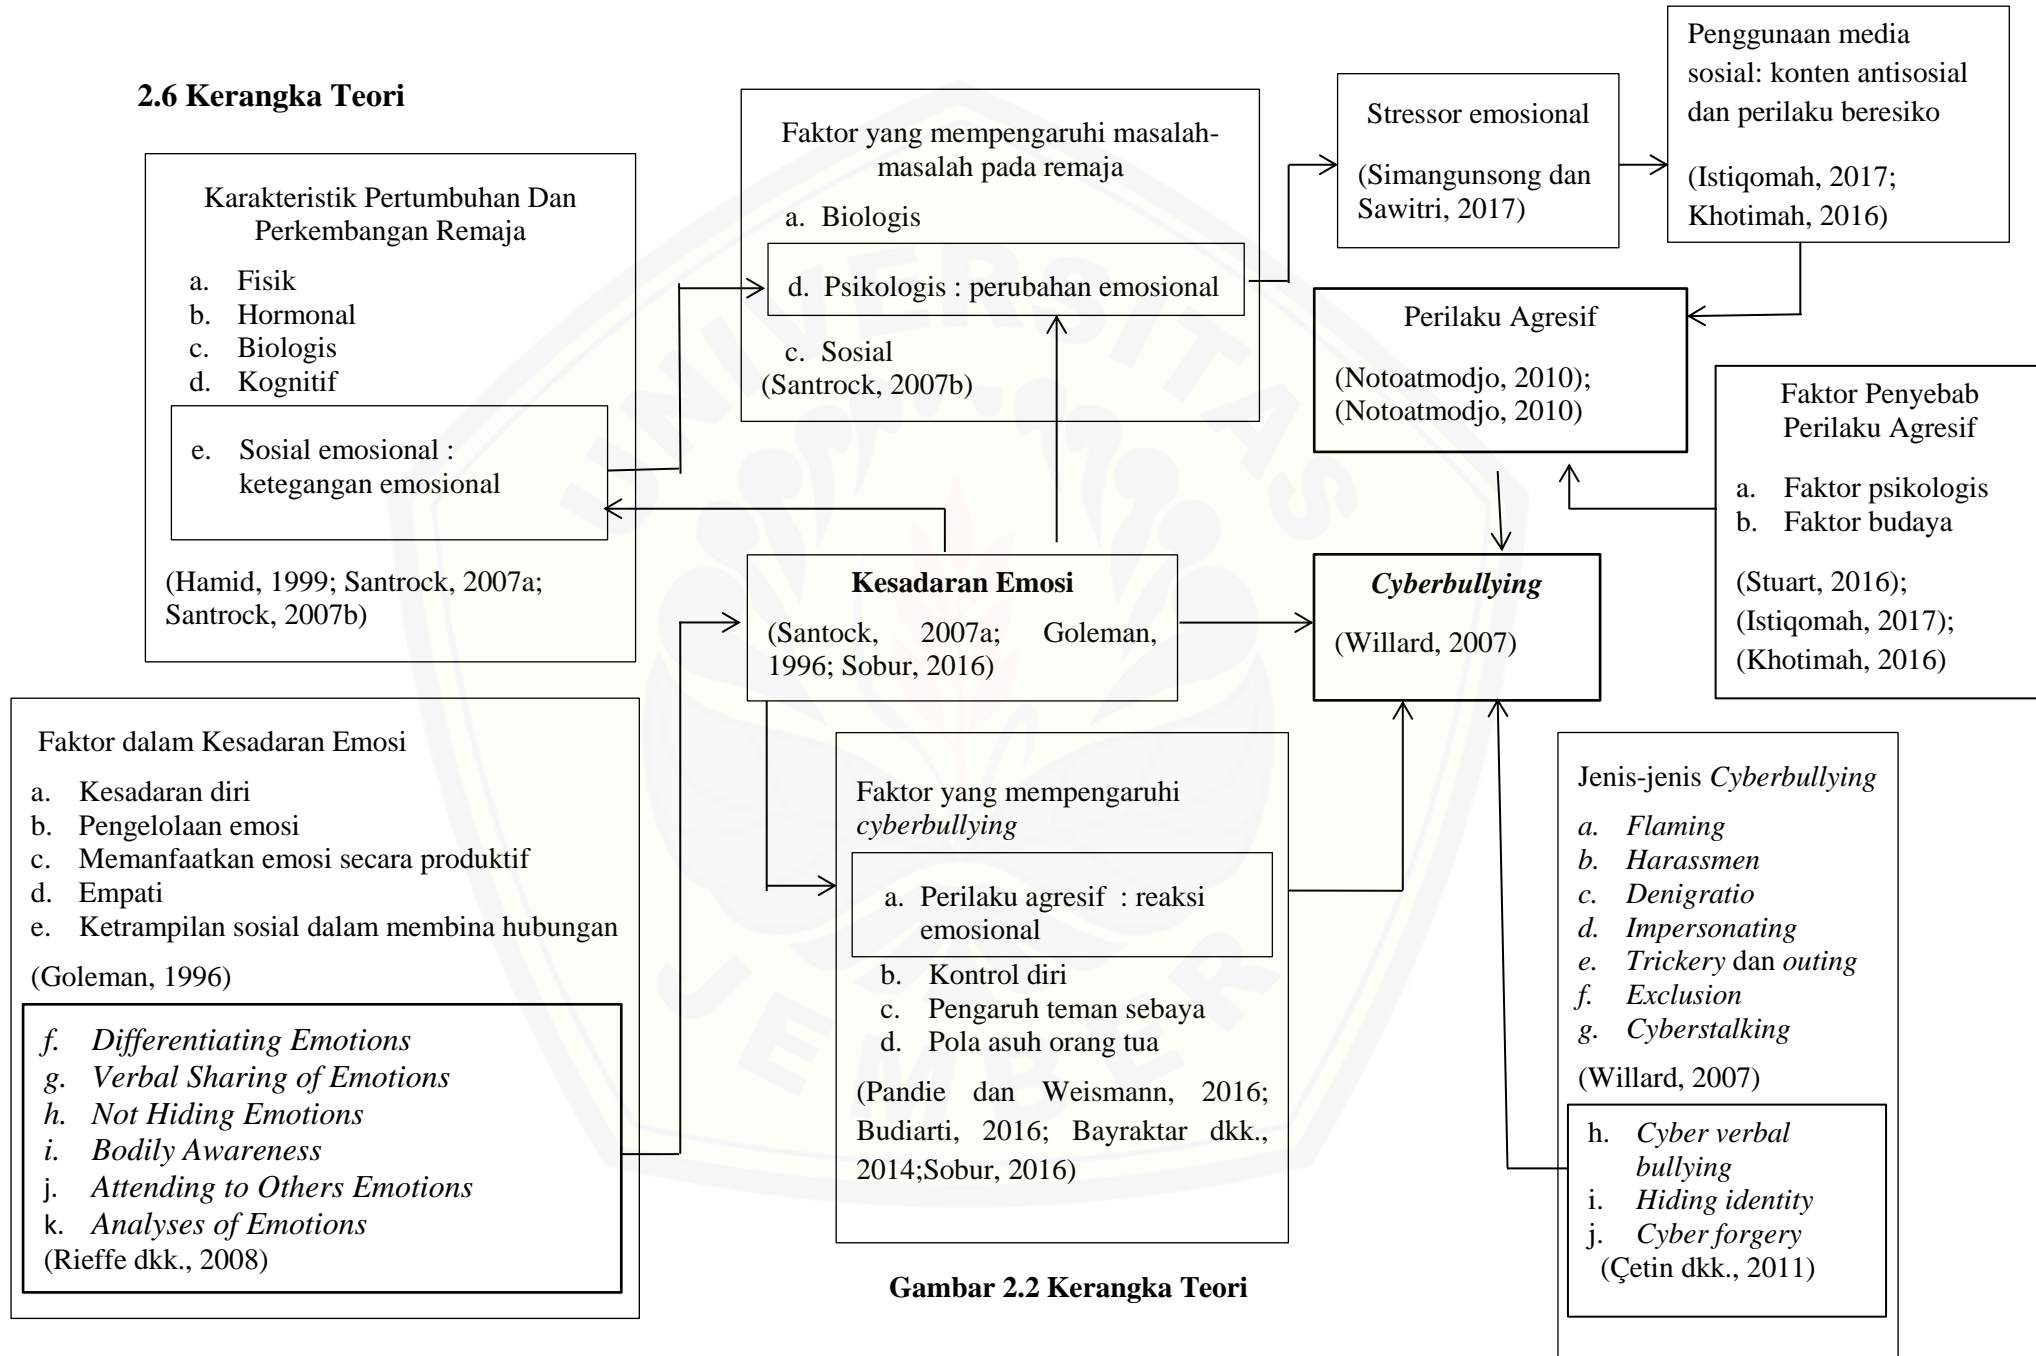 2.6 Kerangka Teori
Karakteristik Pertumbuhan Dan
Perkembangan Remaja
a. Fisik
b. Hormonal
c. Biologis
d. Kognitif
e. Sosial emosional :
ketegangan emosional
(Hamid, 1999; Santrock, 2007a;
Santrock, 2007b)
Faktor yang mempengaruhi masalah-
masalah pada remaja
a. Biologis
d. Psikologis : perubahan emosional
c. Sosial
(Santrock, 2007b)
Stressor emosional
(Simangunsong dan
Sawitri, 2017)
Penggunaan media
sosial: konten antisosial
dan perilaku beresiko
(Istiqomah, 2017;
Khotimah, 2016)
Perilaku Agresif
(Notoatmodjo, 2010);
(Notoatmodjo, 2010)
Faktor Penyebab
Perilaku Agresif
a. Faktor psikologis
b. Faktor budaya
(Stuart, 2016);
(Istiqomah, 2017);
(Khotimah, 2016)
Kesadaran Emosi
(Santock, 2007a; Goleman,
1996; Sobur, 2016)
Cyberbullying
(Willard, 2007)
Faktor dalam Kesadaran Emosi
a. Kesadaran diri
b. Pengelolaan emosi
c. Memanfaatkan emosi secara produktif
d. Empati
e. Ketrampilan sosial dalam membina hubungan
(Goleman, 1996)
f. Differentiating Emotions
g. Verbal Sharing of Emotions
h. Not Hiding Emotions
i. Bodily Awareness
j. Attending to Others Emotions
k. Analyses of Emotions
(Rieffe dkk., 2008)
Faktor yang mempengaruhi
cyberbullying
a. Perilaku agresif : reaksi
emosional
b. Kontrol diri
c. Pengaruh teman sebaya
d. Pola asuh orang tua
(Pandie dan Weismann, 2016;
Budiarti, 2016; Bayraktar dkk.,
2014;Sobur, 2016)
Jenis-jenis Cyberbullying
a. Flaming
b. Harassmen
c. Denigratio
d. Impersonating
e. Trickery dan outing
f. Exclusion
g. Cyberstalking
(Willard, 2007)
h. Cyber verbal
bullying
i. Hiding identity
j. Cyber forgery
(Çetin dkk., 2011)
Gambar 2.2 Kerangka Teori
UNIVERSITAS
JEMBER